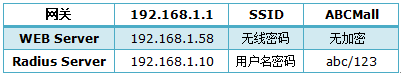 网关 192.168.1.1 SSID ABCMall
WEB Server 192.168.1.58 无线密码 无加密
Radius Server 192.168.1.10 用户名密码 abc/123